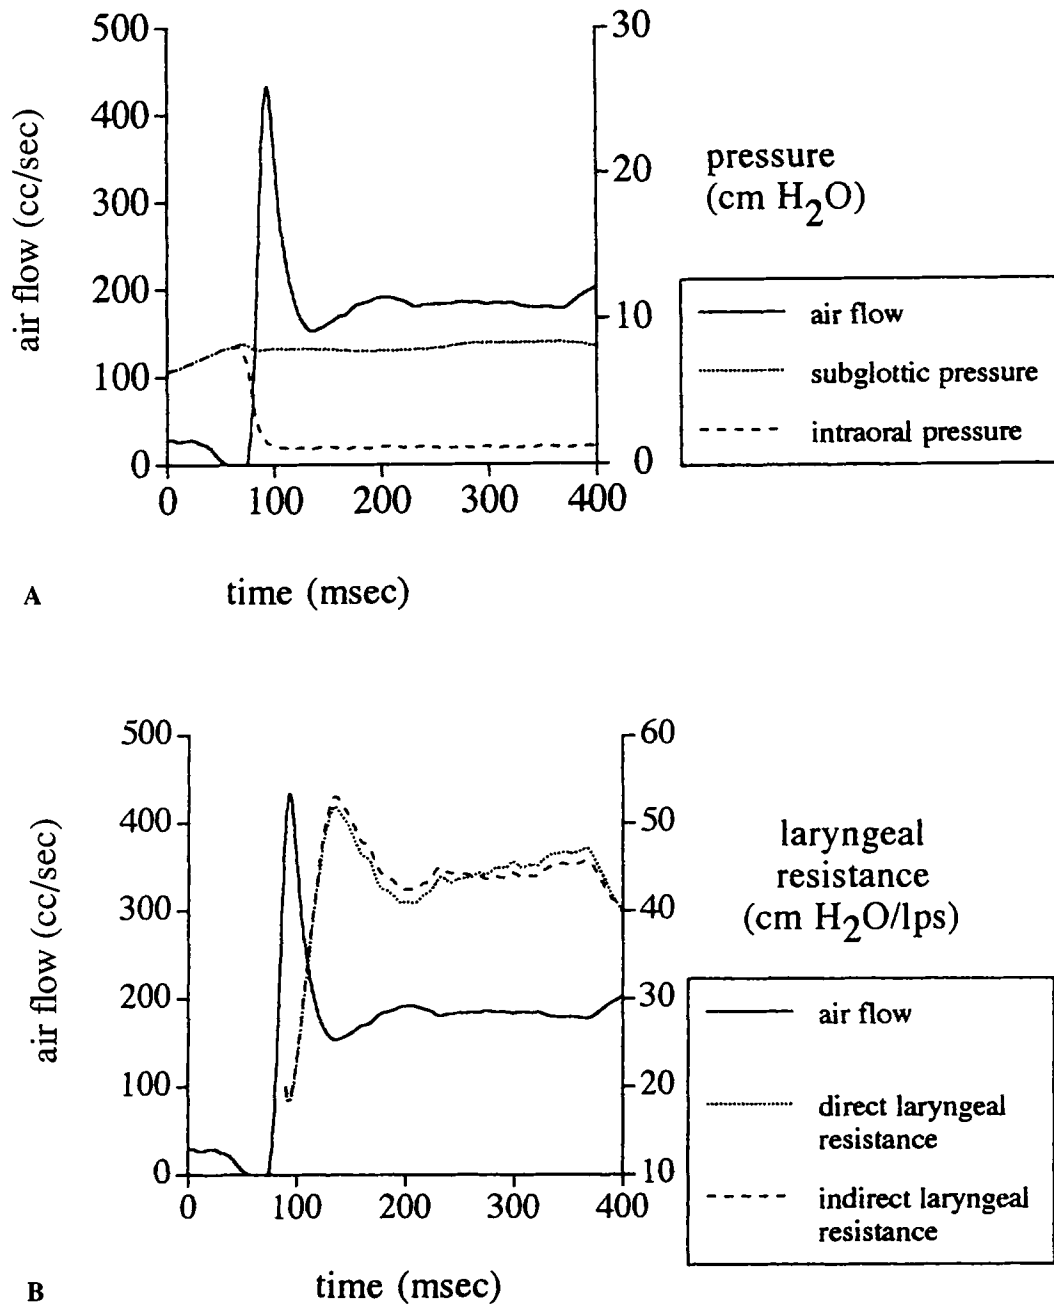 500
400
300
200
100
0
air flow (cc/sec)
30
20
10
0
pressure
(cm H2O)
air flow
subglottic pressure
intraoral pressure
0 100 200 300 400
A
time (msec)
500
400
300
200
100
0
air flow (cc/sec)
60
50
40
30
20
10
laryngeal
resistance
(cm H2O/lps)
air flow
direct laryngeal
resistance
indirect laryngeal
resistance
0 100 200 300 400
B
time (msec)